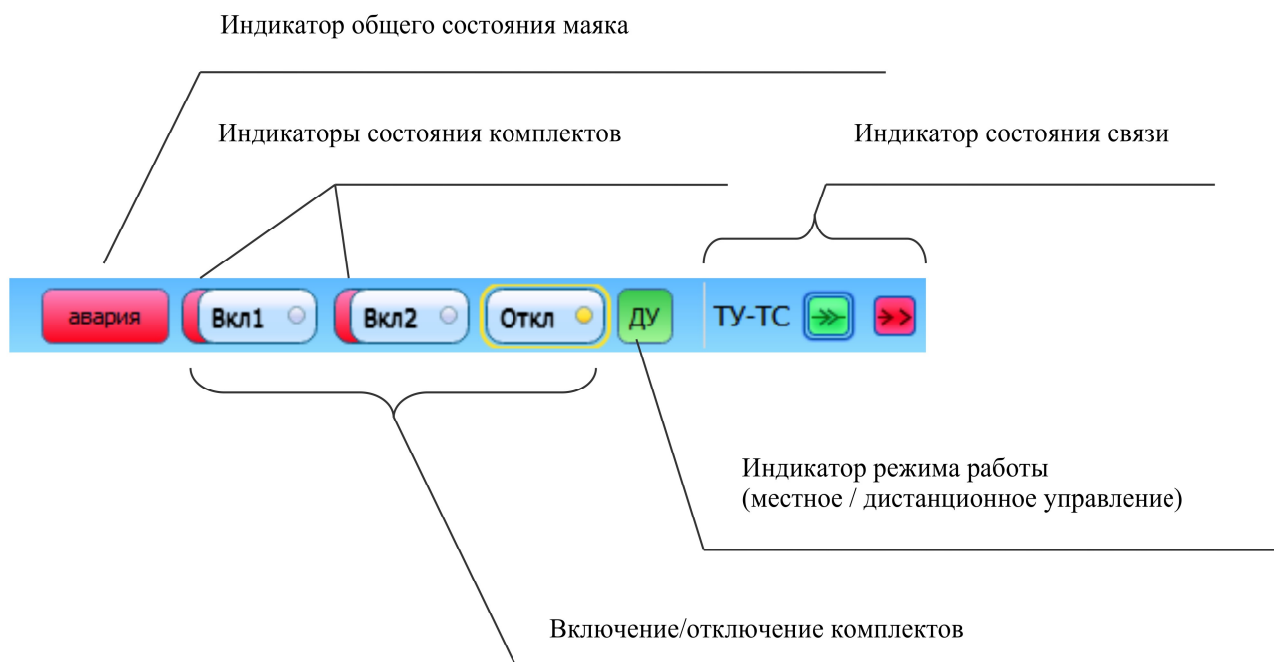 Индикатор общего состояния маяка
Индикаторы состояния комплектов
Индикатор состояния связи
авария
Вкл1
Вкл2
Откл
ДУ
ТУ-ТС
Индикатор режима работы
(местное / дистанционное управление)
Включение/отключение комплектов